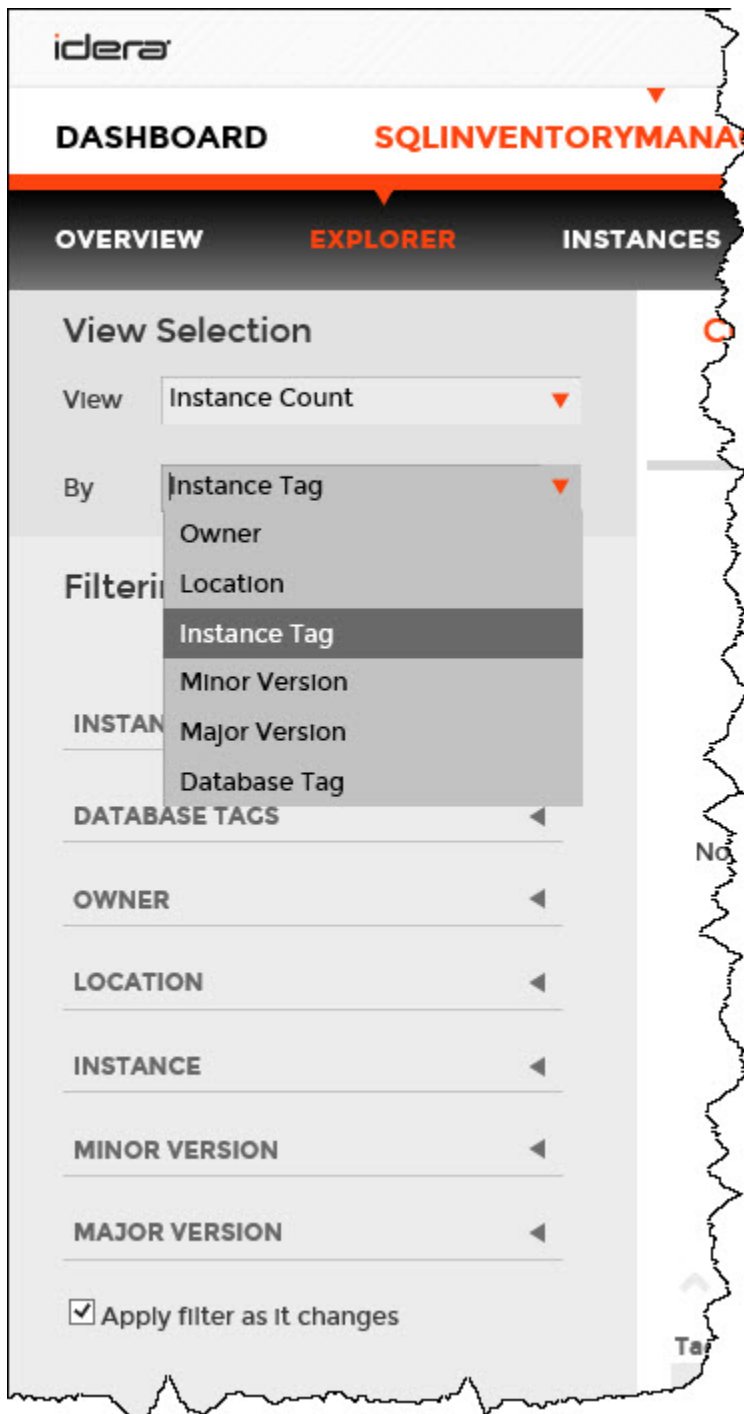 idera
DASHBOARD SQLINVENTORYMANA
OVERVIEW EXPLORER INSTANCES
View Selection
View Instance Count
By Instance Tag
Owner
Location
Instance Tag
Minor Version
Major Version
Database Tag
Filteri
INSTAN
DATABASE TAGS
No
OWNER
LOCATION
INSTANCE
MINOR VERSION
MAJOR VERSION
Apply filter as it changes
Ta